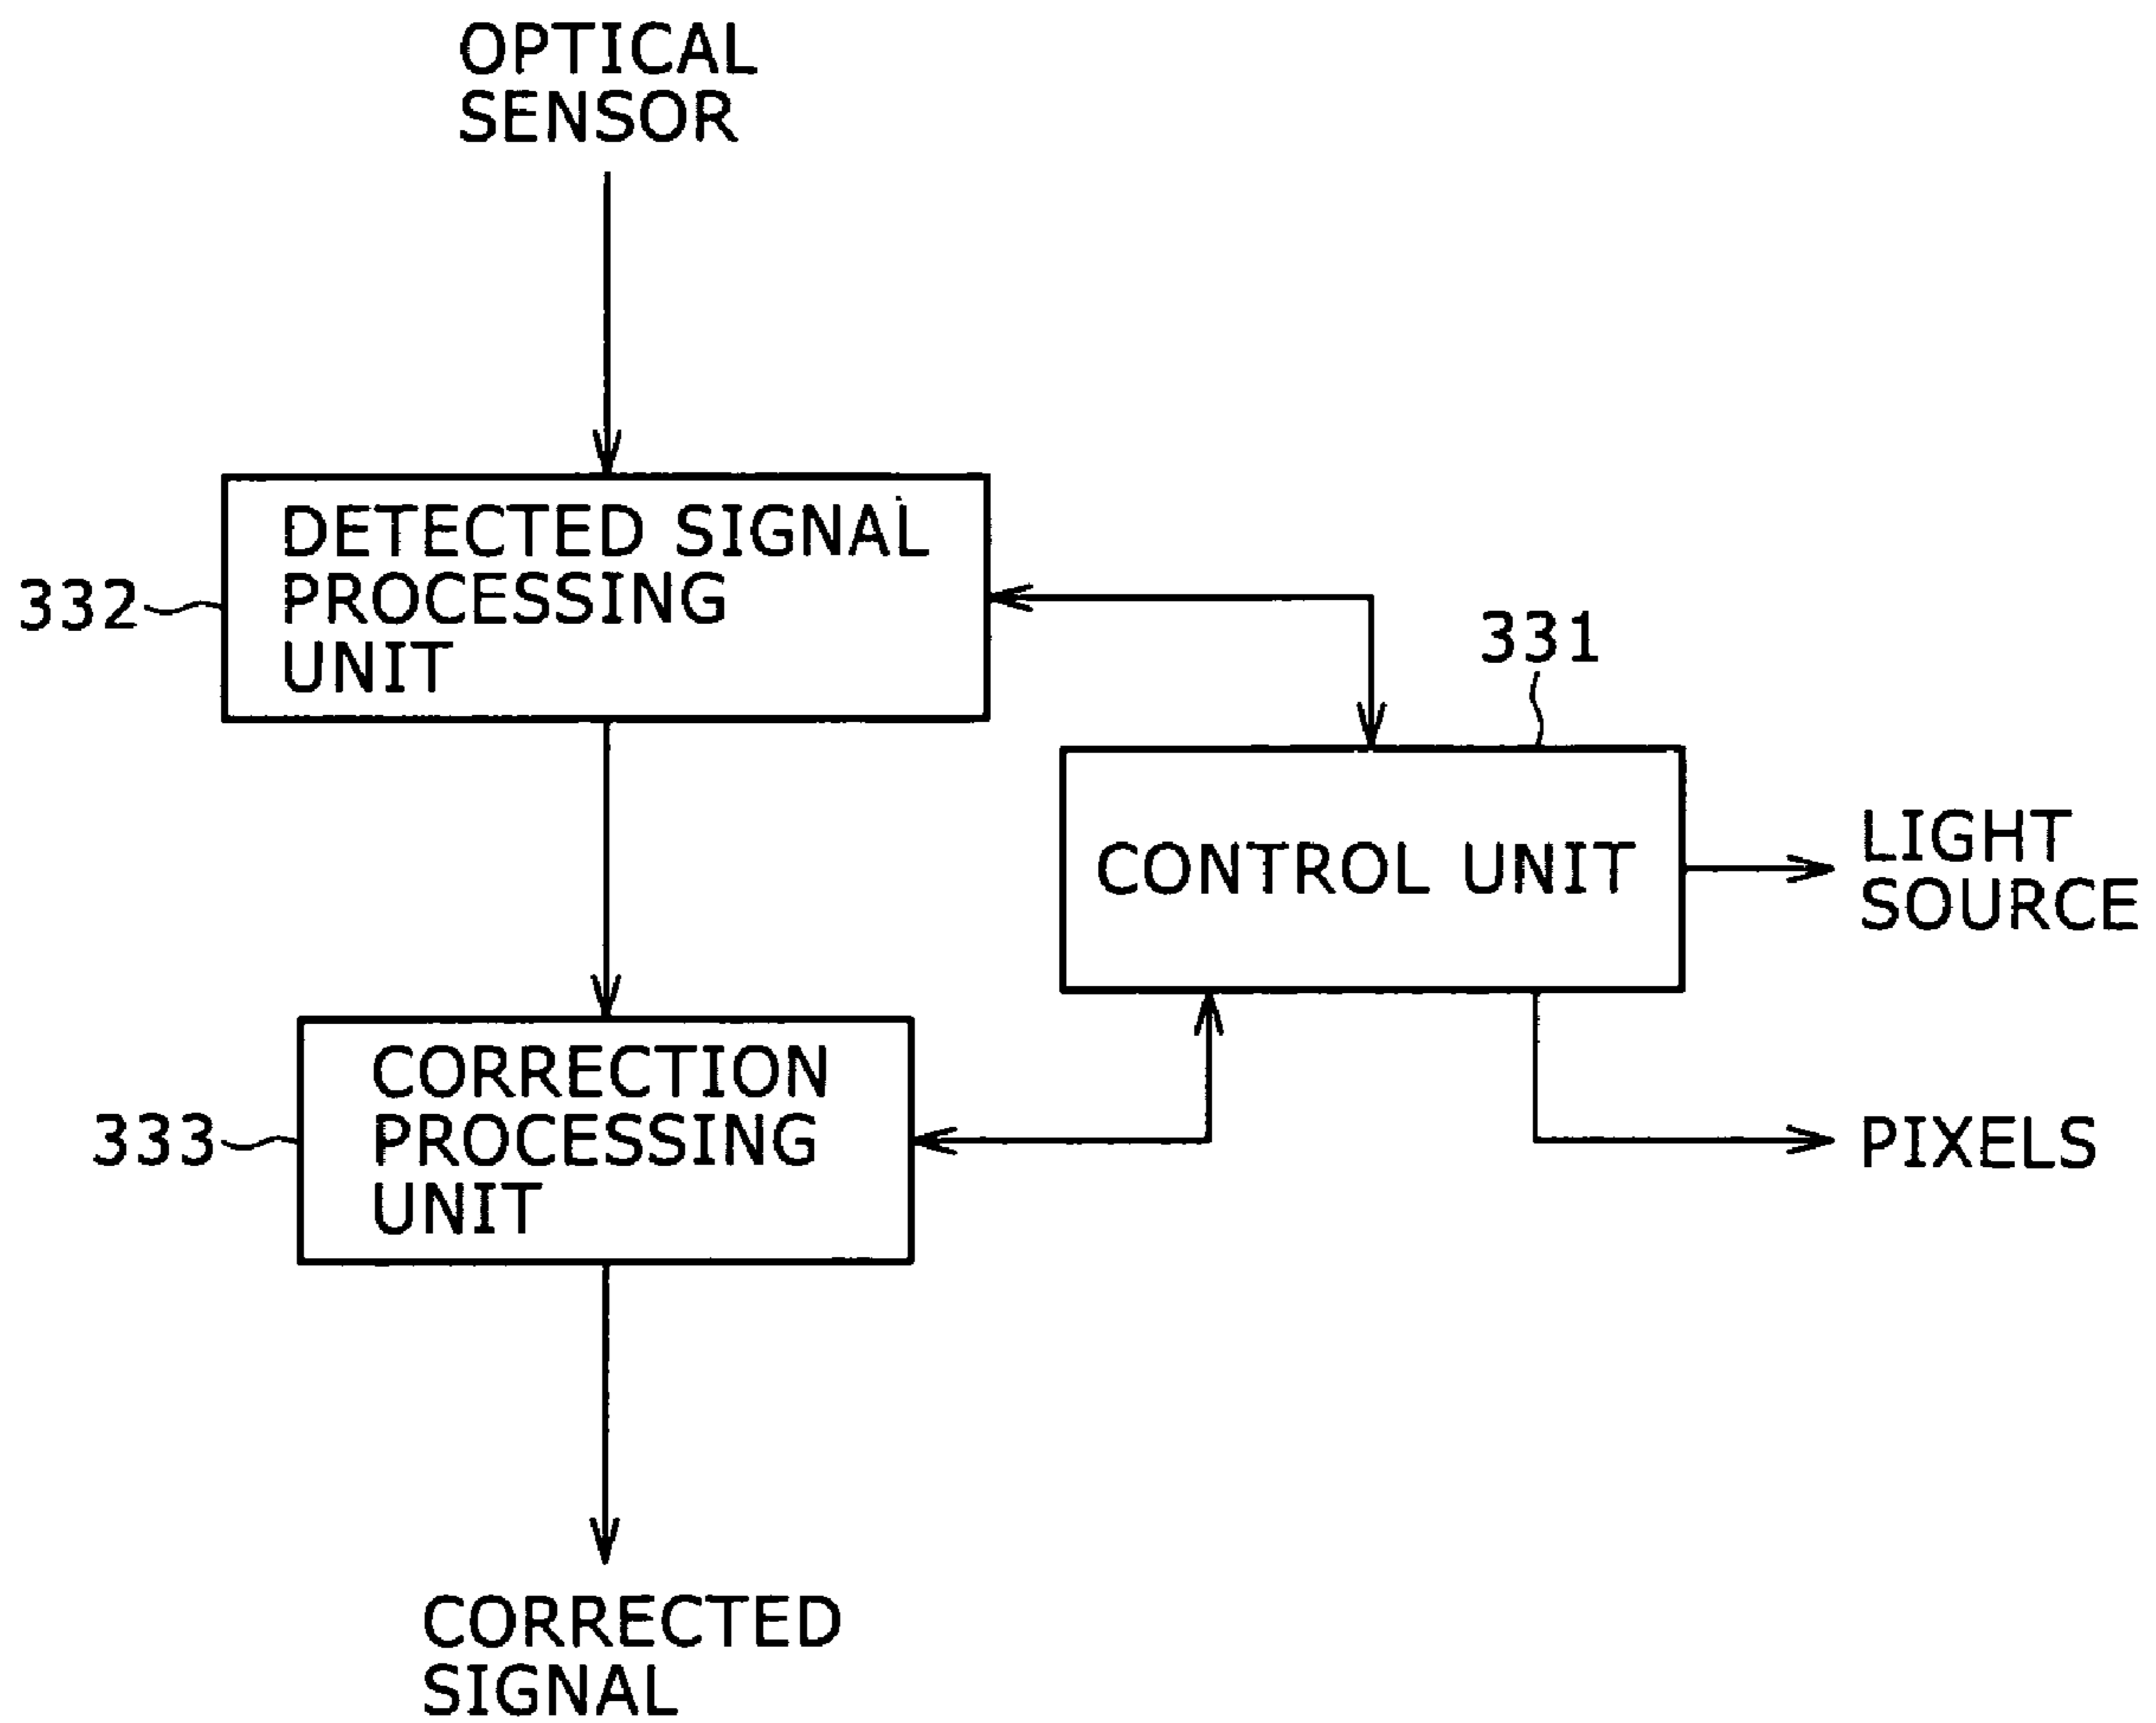 OPTICAL
SENSOR
DETECTED SIGNAL
PROCESSING
UNIT
332
331
CONTROL UNIT
LIGHT
SOURCE
CORRECTION
PROCESSING
UNIT
333
PIXELS
CORRECTED
SIGNAL